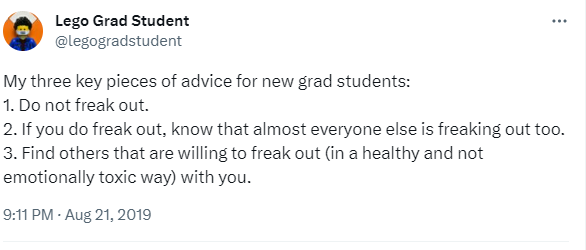 Lego Grad Student
@legogradstudent
My three key pieces of advice for new grad students:
1. Do not freak out.
2. If you do freak out, know that almost everyone else is freaking out too.
3. Find others that are willing to freak out (in a healthy and not
emotionally toxic way) with you.
9:11 PM · Aug 21, 2019